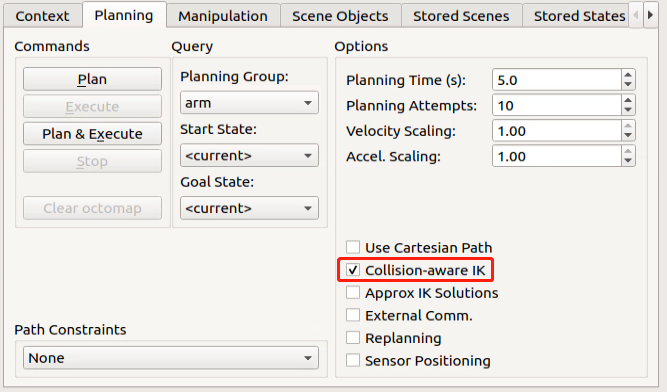 Context Planning Manipulation Scene Objects Stored Scenes Stored States
Commands
Plan
Execute
Plan & Execute
Stop
Clear octomap
Query
Planning Group:
arm
Start State:
<current>
Goal State:
<current>
Options
Planning Time (s): 5.0
Planning Attempts: 10
Velocity Scaling: 1.00
Accel. Scaling: 1.00
Use Cartesian Path
Collision-aware IK
Approx IK Solutions
External Comm.
Replanning
Sensor Positioning
Path Constraints
None